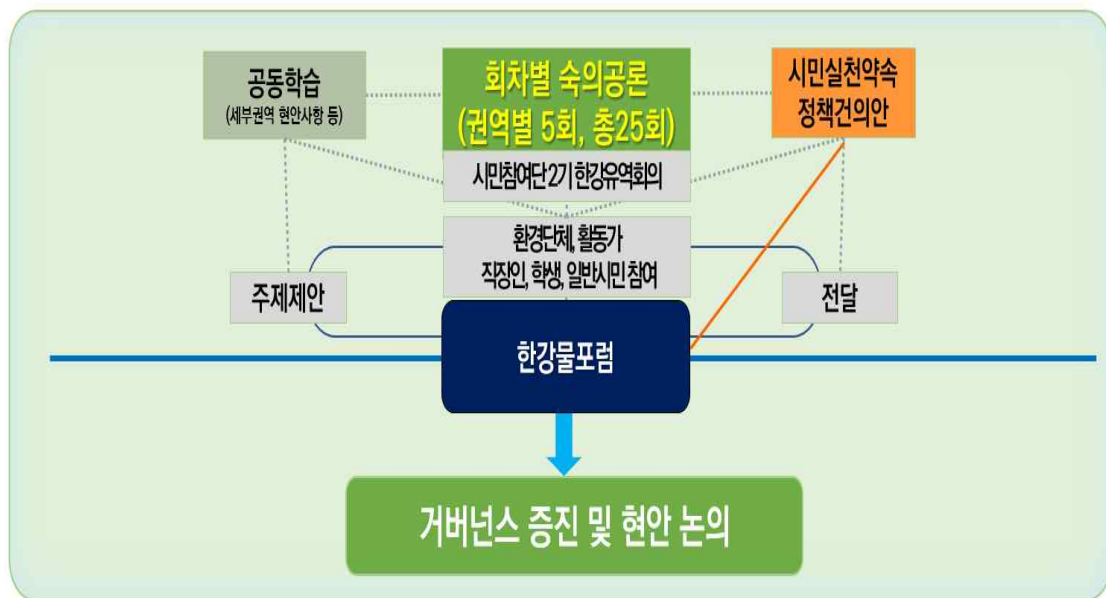 공동학습
(세부권역 현안사항 등)
회차별 숙의공론
(권역별 5회, 총25회)
시민실천약속
정책건의안
시민참여단 2기 한강유역회의
환경단체, 활동가
직장인, 학생, 일반시민 참여
주제제안
전달
한강물포럼
거버넌스 증진 및 현안 논의